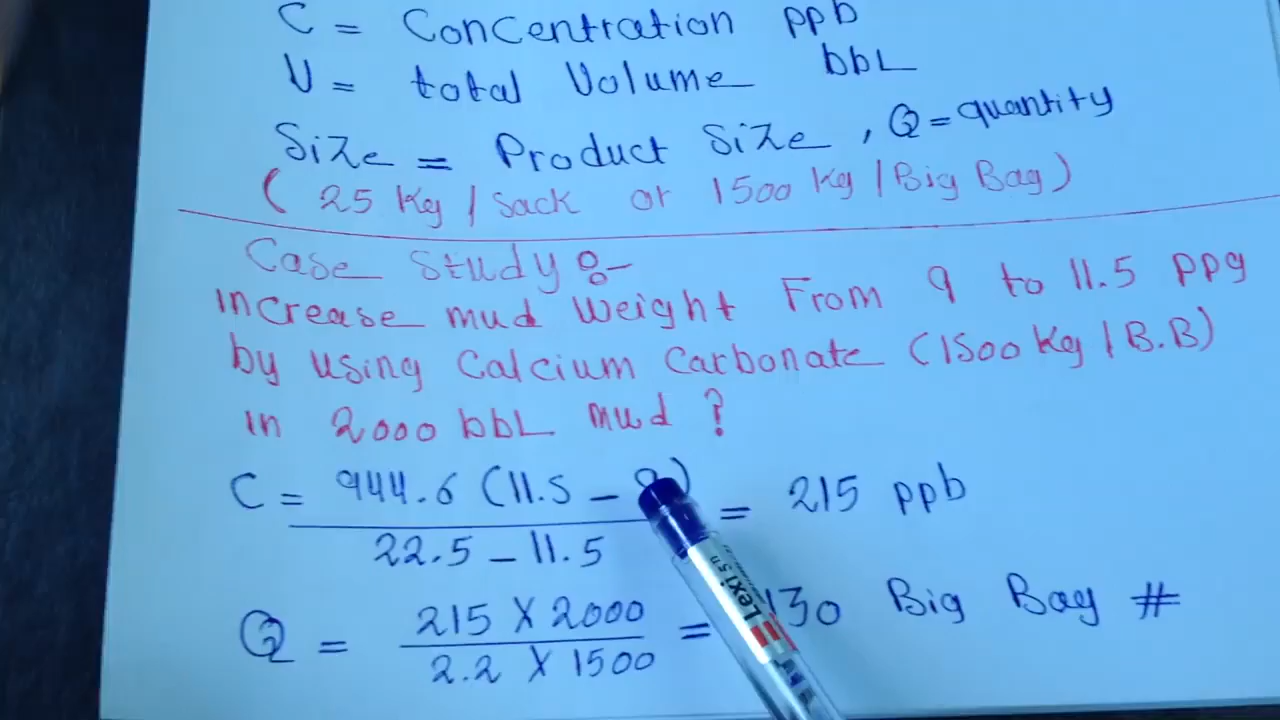 C = Concentration ppb
V = total Volume bbL
Size = Product Size , Q = quantity
( 25 Kg / Sack or 1500 Kg / Big Bag )
Case Study :-
increase mud Weight From 9 to 11.5 ppg
by using Calcium Carbonate (1500 Kg / B.B)
in 2000 bbL mud ?
C = 944.6 (11.5 - 9) = 215 ppb
22.5 - 11.5
Q = 215 X 2000 = 130 Big Bag #
2.2 X 1500
Lexi 5n